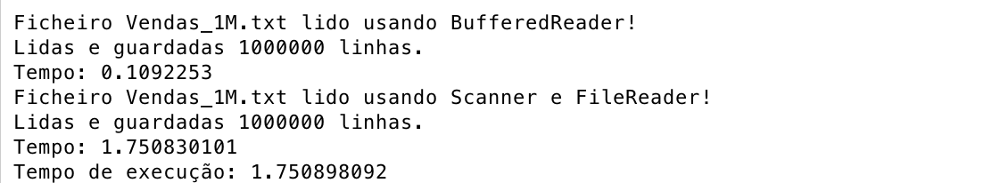 Ficheiro Vendas_1M.txt lido usando BufferedReader!
Lidas e guardadas 1000000 linhas.
Tempo: 0.1092253
Ficheiro Vendas_1M.txt lido usando Scanner e FileReader!
Lidas e guardadas 1000000 linhas.
Tempo: 1.750830101
Tempo de execução: 1.750898092